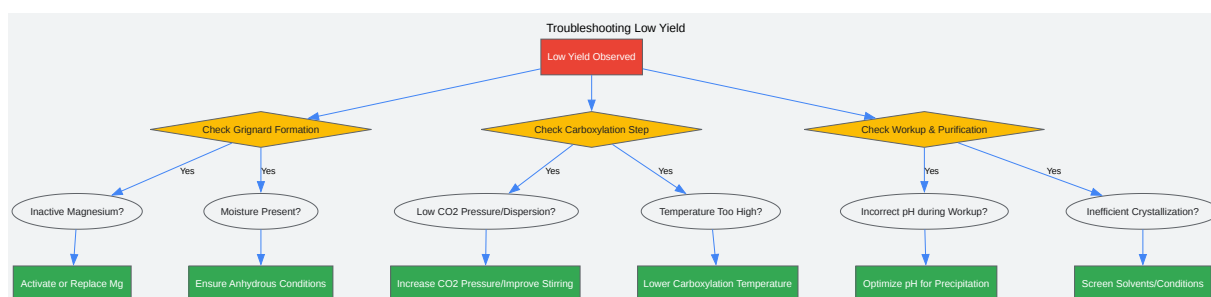 Troubleshooting Low Yield
Low Yield Observed
Check Grignard Formation
Check Carboxylation Step
Check Workup & Purification
Yes
Yes
Yes
Yes
Yes
Yes
Inactive Magnesium?
Moisture Present?
Low CO2 Pressure/Dispersion?
Temperature Too High?
Incorrect pH during Workup?
Inefficient Crystallization?
Activate or Replace Mg
Ensure Anhydrous Conditions
Increase CO2 Pressure/Improve Stirring
Lower Carboxylation Temperature
Optimize pH for Precipitation
Screen Solvents/Conditions